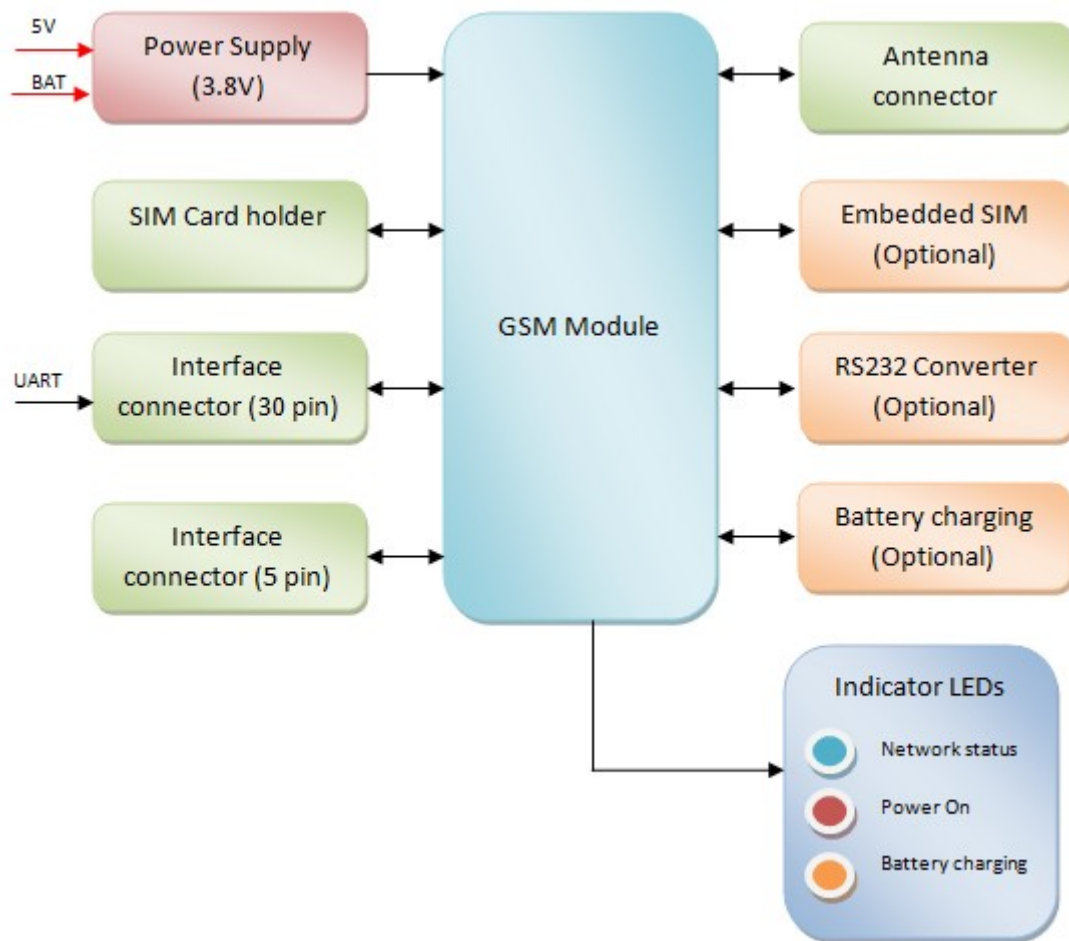 5V
BAT
Power Supply
(3.8V)
SIM Card holder
UART
Interface
connector (30 pin)
Interface
connector (5 pin)
GSM Module
Antenna
connector
Embedded SIM
(Optional)
RS232 Converter
(Optional)
Battery charging
(Optional)
Indicator LEDs
Network status
Power On
Battery charging